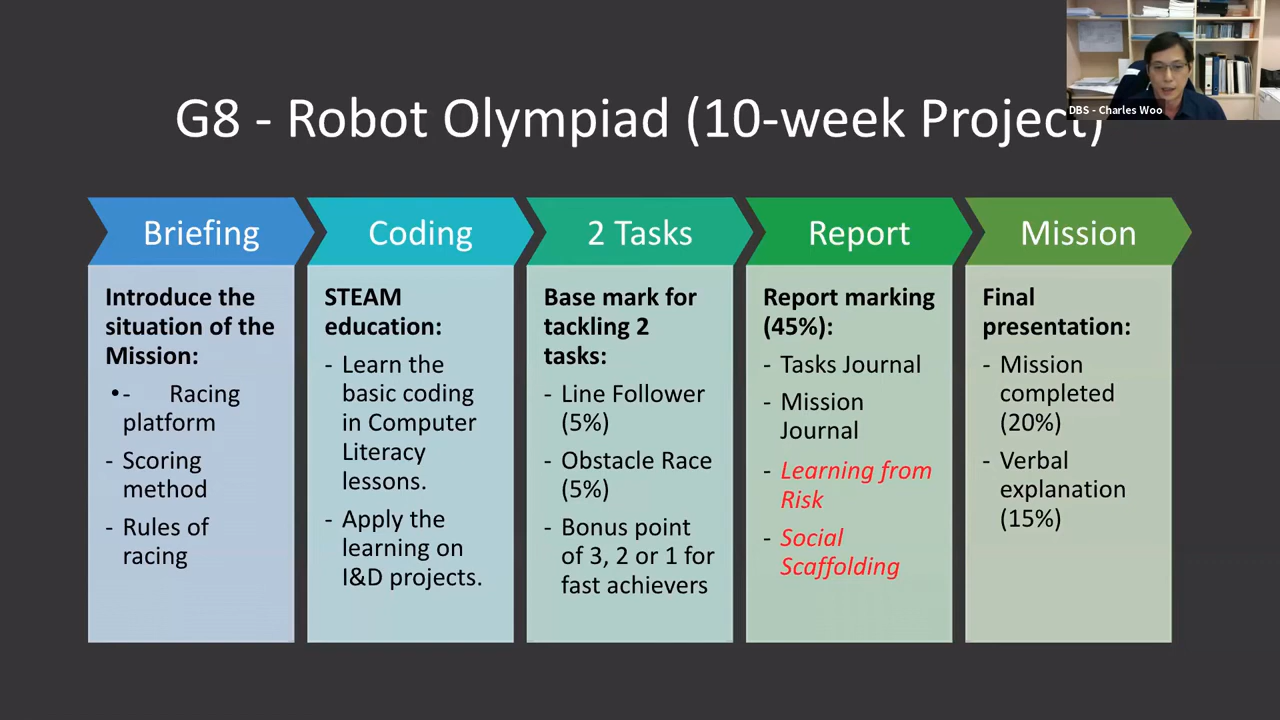 DBS - Charles Woo
G8 - Robot Olympiad (10-week Project)
Briefing
Introduce the
situation of the
Mission:
•- Racing
platform
- Scoring
method
- Rules of
racing
Coding
STEAM
education:
- Learn the
basic coding
in Computer
Literacy
lessons.
- Apply the
learning on
I&D projects.
2 Tasks
Base mark for
tackling 2
tasks:
- Line Follower
(5%)
- Obstacle Race
(5%)
- Bonus point
of 3, 2 or 1 for
fast achievers
Report
Report marking
(45%):
- Tasks Journal
- Mission
Journal
- Learning from
Risk
- Social
Scaffolding
Mission
Final
presentation:
- Mission
completed
(20%)
- Verbal
explanation
(15%)